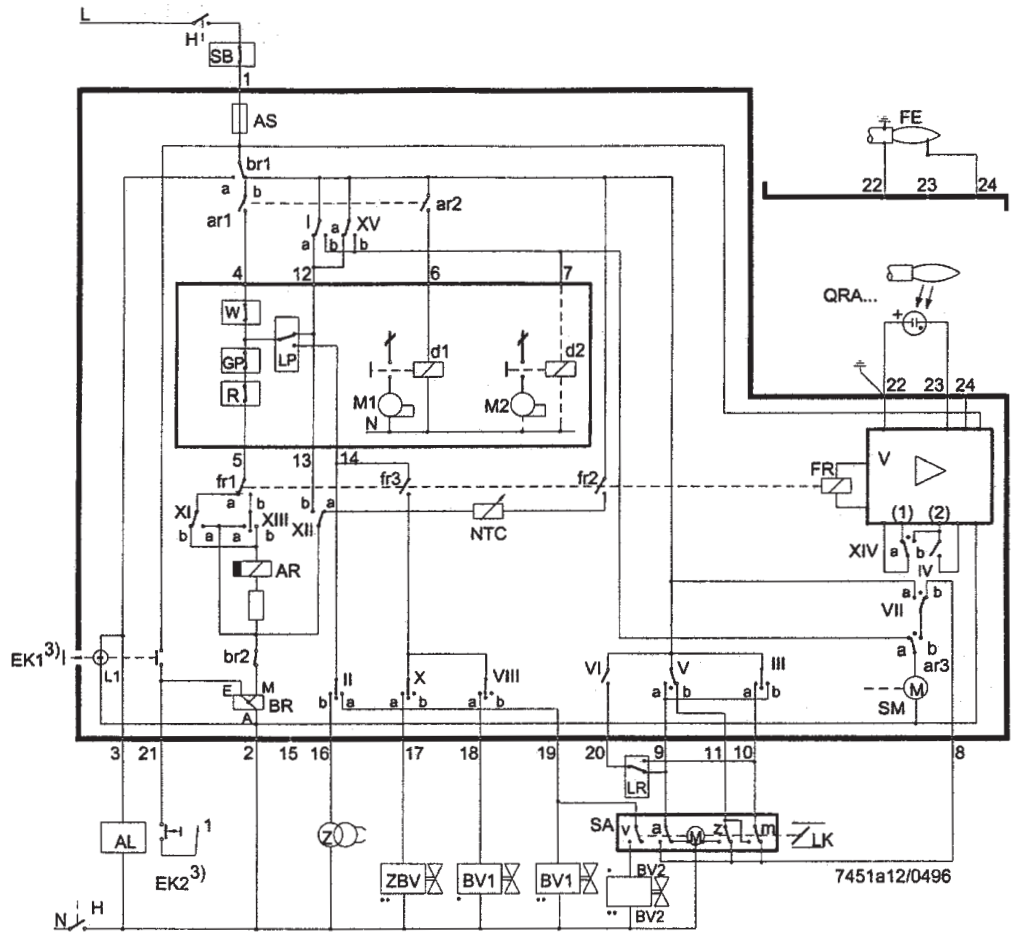 L
H
SB
1
AS
FE
br1
22 23 24
a b
ar1
ar2
I
XV
a b a b
4 12 6 7
QRA...
+
W
LP
GP
R
d1
d2
M1
M2
N
22 23 24
V
FR
5 13 14
fr1
fr3
fr2
a b
b a
XI
XIII
XII
b a a b
NTC
(1) (2)
XIV
a b
IV
AR
a b
VII
EK1 3)
L1
br2
a b
ar3
M
SM
E M
BR
A
II
X
VIII
VI
V
III
b a
a b
a b
a b
a b
3 21 2 15 16 17 18 19 20 9 11 10 8
LR
SA
v a M z m
LK
AL
1
EK2 3)
Z
ZBV
BV1
BV1
BV2
BV2
7451a12/0496
N H